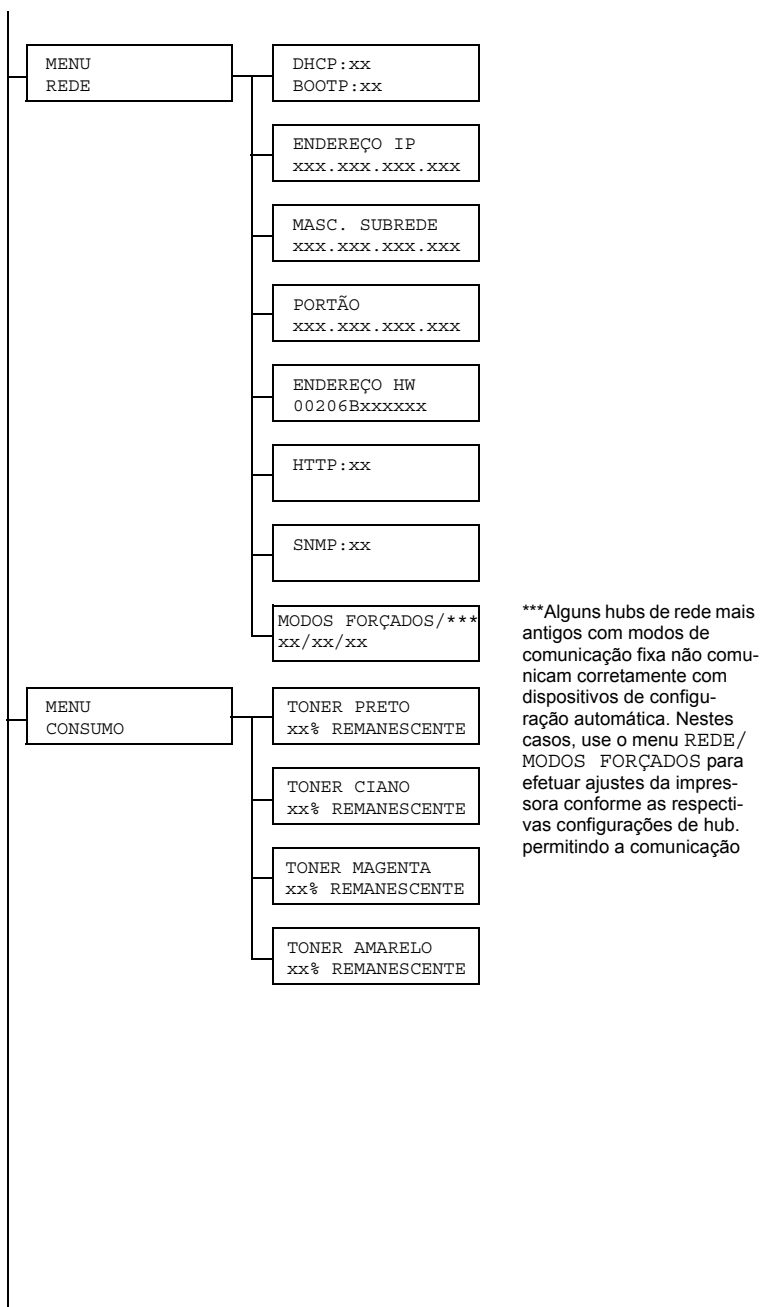 MENU
REDE
DHCP:xx
BOOTP:xx
ENDEREÇO IP
xxx.xxx.xxx.xxx
MASC. SUBREDE
xxx.xxx.xxx.xxx
PORTÃO
xxx.xxx.xxx.xxx
ENDEREÇO HW
00206Bxxxxxx
HTTP:xx
SNMP:xx
MODOS FORÇADOS/***
xx/xx/xx
***Alguns hubs de rede mais
antigos com modos de
comunicação fixa não comu-
nicam corretamente com
dispositivos de configu-
ração automática. Nestes
casos, use o menu REDE/
MODOS FORÇADOS para
efetuar ajustes da impres-
sora conforme as respecti-
vas configurações de hub.
permitindo a comunicação
MENU
CONSUMO
TONER PRETO
xx% REMANESCENTE
TONER CIANO
xx% REMANESCENTE
TONER MAGENTA
xx% REMANESCENTE
TONER AMARELO
xx% REMANESCENTE